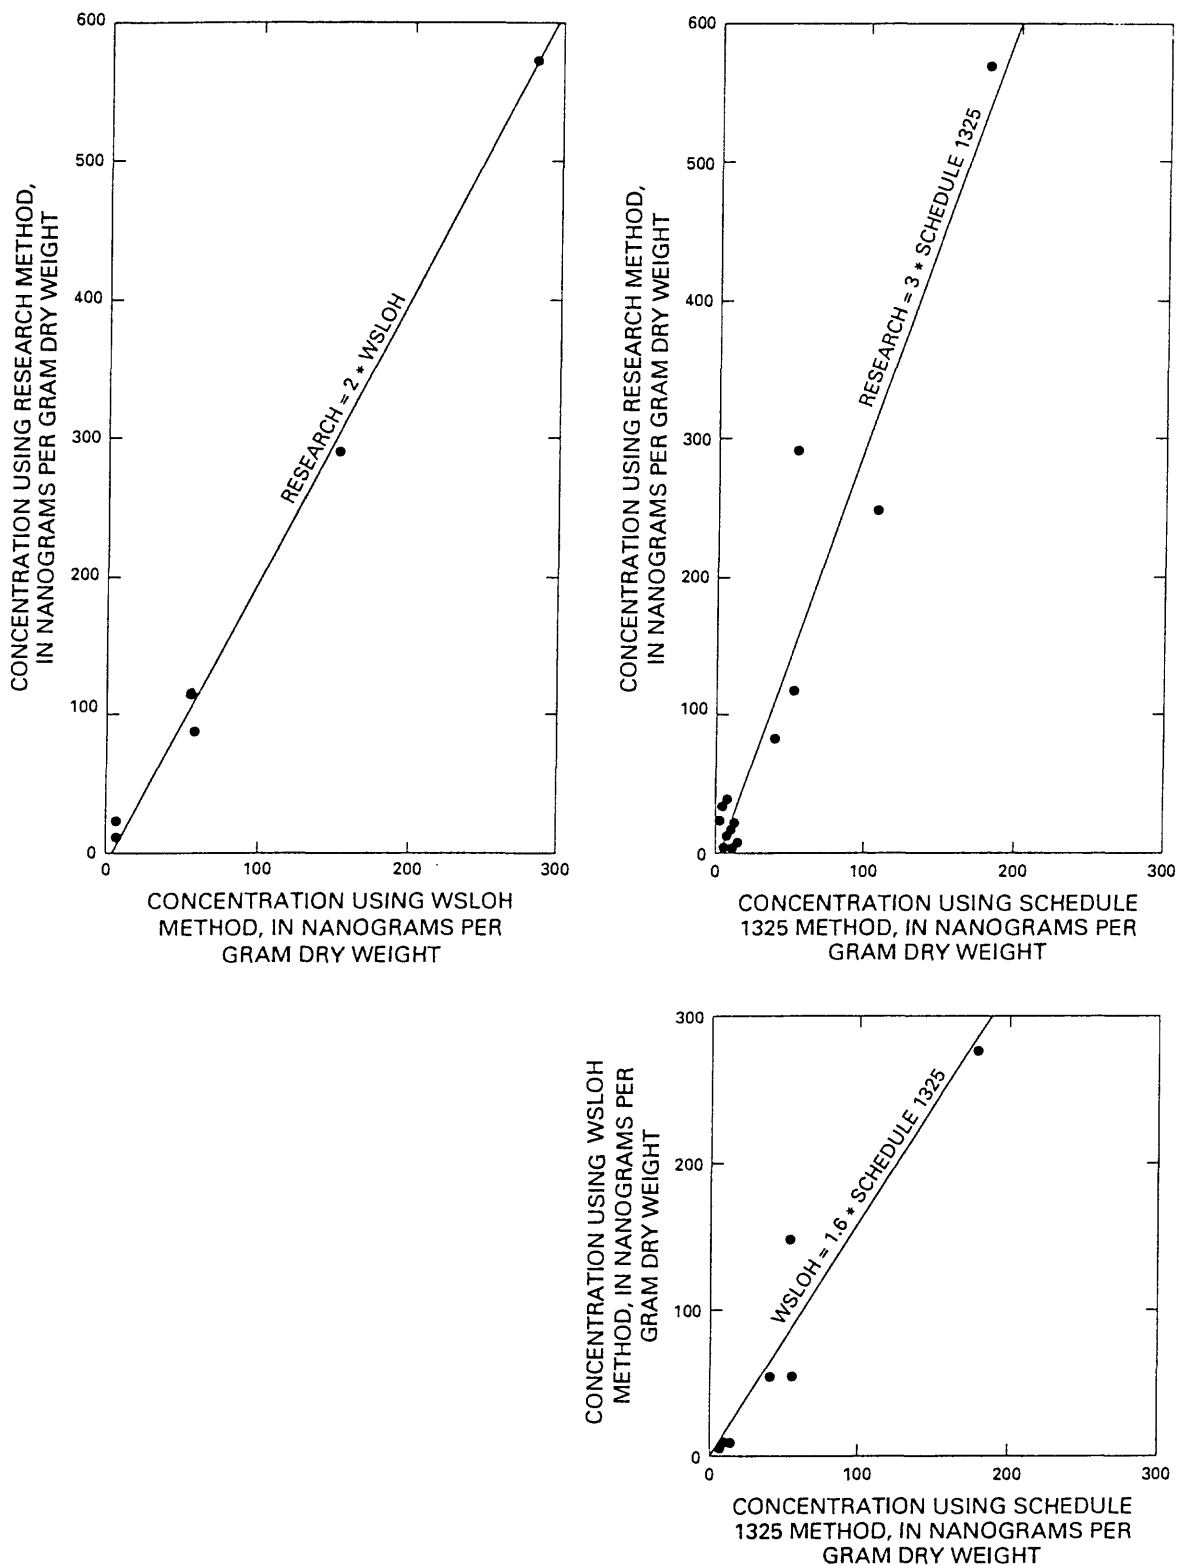 CONCENTRATION USING RESEARCH METHOD,
IN NANOGRAMS PER GRAM DRY WEIGHT
600
500
400
300
200
100
0
RESEARCH = 2 * WSLOH
0
100
200
300
CONCENTRATION USING WSLOH
METHOD, IN NANOGRAMS PER
GRAM DRY WEIGHT
CONCENTRATION USING RESEARCH METHOD,
IN NANOGRAMS PER GRAM DRY WEIGHT
600
500
400
300
200
100
0
RESEARCH = 3 * SCHEDULE 1325
0
100
200
300
CONCENTRATION USING SCHEDULE
1325 METHOD, IN NANOGRAMS PER
GRAM DRY WEIGHT
CONCENTRATION USING WSLOH
METHOD, IN NANOGRAMS PER
GRAM DRY WEIGHT
300
200
100
0
WSLOH = 1.6 * SCHEDULE 1325
0
100
200
300
CONCENTRATION USING SCHEDULE
1325 METHOD, IN NANOGRAMS PER
GRAM DRY WEIGHT